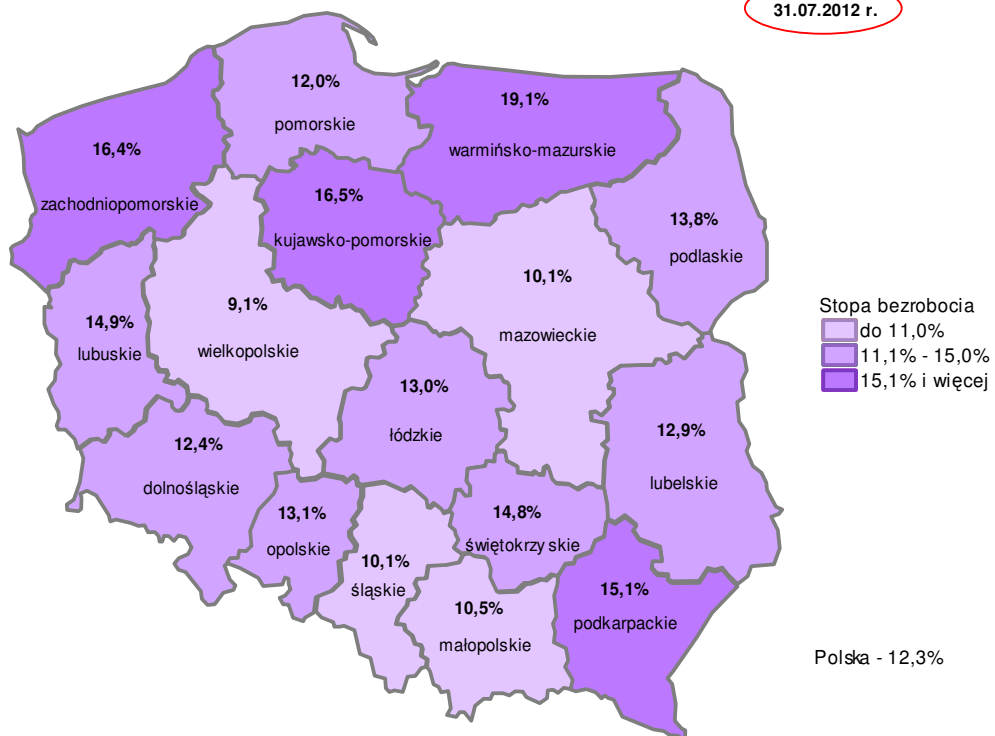 31.07.2012 r.
12,0%
pomorskie
19,1%
warmińsko-mazurskie
16,4%
zachodniopomorskie
16,5%
kujawsko-pomorskie
13,8%
podlaskie
10,1%
mazowieckie
9,1%
wielkopolskie
14,9%
lubuskie
13,0%
łódzkie
12,9%
lubelskie
12,4%
dolnośląskie
13,1%
opolskie
14,8%
świętokrzyskie
10,1%
śląskie
10,5%
małopolskie
15,1%
podkarpackie
Stopa bezrobocia
do 11,0%
11,1% - 15,0%
15,1% i więcej
Polska - 12,3%